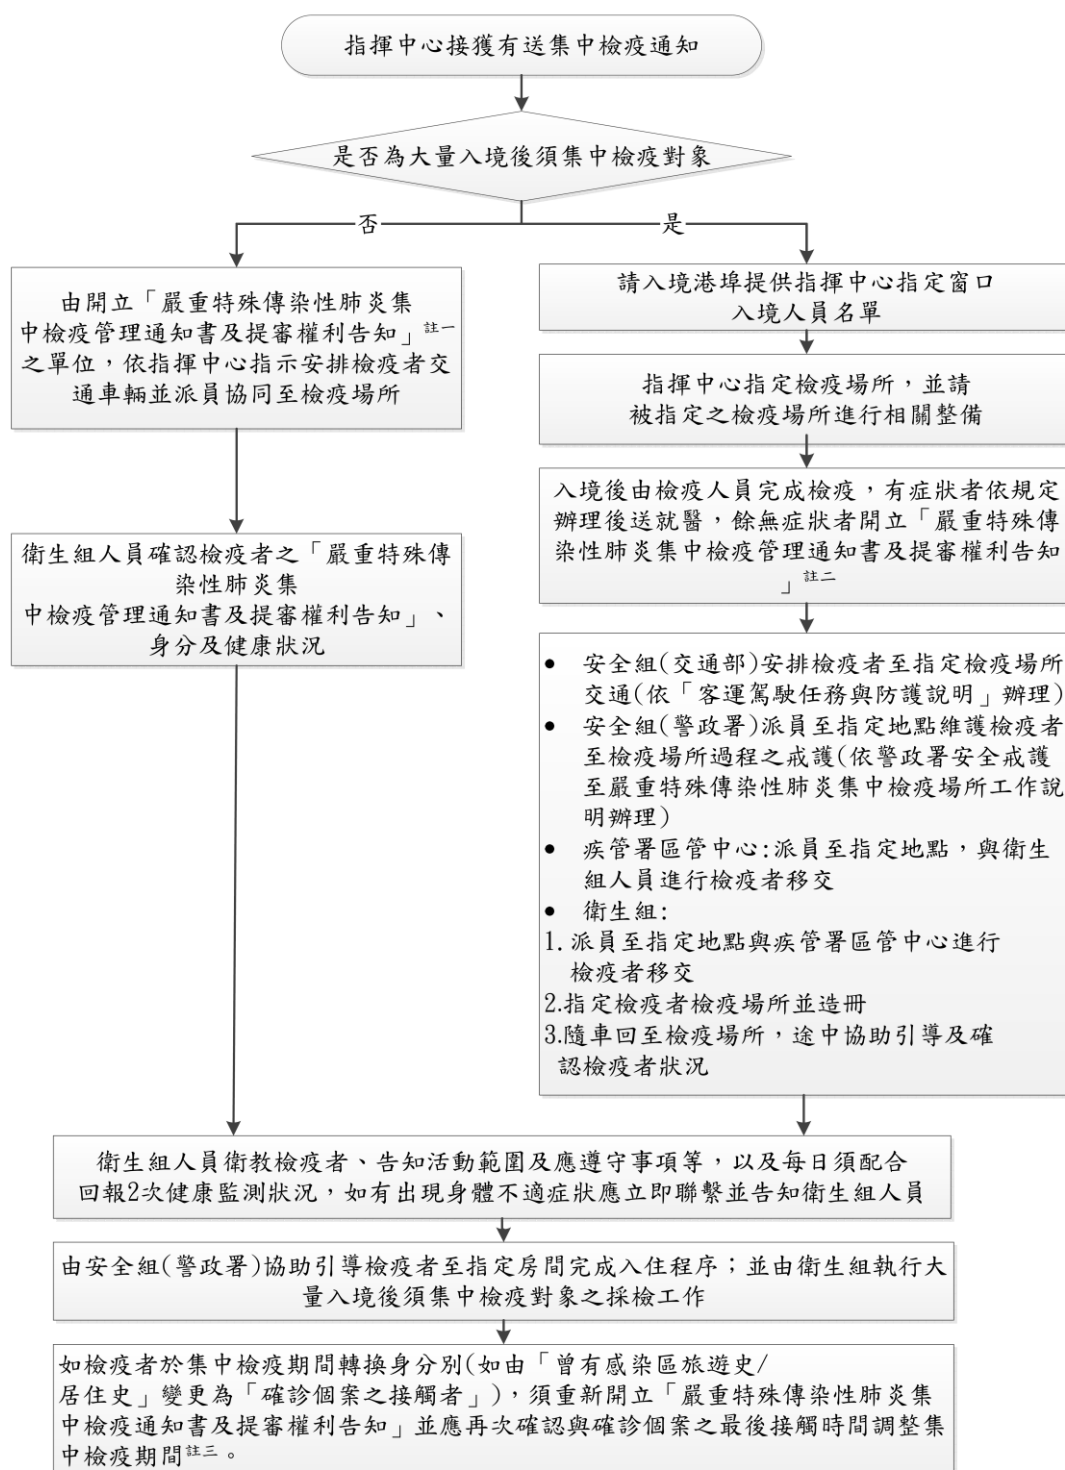 指揮中心接獲有送集中檢疫通知
是否為大量入境後須集中檢疫對象
否
是
由開立「嚴重特殊傳染性肺炎集
中檢疫管理通知書及提審權利告知」註一
之單位，依指揮中心指示安排檢疫者交
通車輛並派員協同至檢疫場所
衛生組人員確認檢疫者之「嚴重特殊傳
染性肺炎集
中檢疫管理通知書及提審權利告知」、
身分及健康狀況
請入境港埠提供指揮中心指定窗口
入境人員名單
指揮中心指定檢疫場所，並請
被指定之檢疫場所進行相關整備
入境後由檢疫人員完成檢疫，有症狀者依規定
辦理後送就醫，餘無症狀者開立「嚴重特殊傳
染性肺炎集中檢疫管理通知書及提審權利告知
」註二
• 安全組(交通部)安排檢疫者至指定檢疫場所
交通(依「客運駕駛任務與防護說明」辦理)
• 安全組(警政署)派員至指定地點維護檢疫者
至檢疫場所過程之戒護(依警政署安全戒護
至嚴重特殊傳染性肺炎集中檢疫場所工作說
明辦理)
• 疾管署區管中心:派員至指定地點，與衛生
組人員進行檢疫者移交
• 衛生組:
1. 派員至指定地點與疾管署區管中心進行
檢疫者移交
2.指定檢疫者檢疫場所並造冊
3.隨車回至檢疫場所，途中協助引導及確
認檢疫者狀況
衛生組人員衛教檢疫者、告知活動範圍及應遵守事項等，以及每日須配合
回報2次健康監測狀況，如有出現身體不適症狀應立即聯繫並告知衛生組人員
由安全組(警政署)協助引導檢疫者至指定房間完成入住程序；並由衛生組執行大
量入境後須集中檢疫對象之採檢工作
如檢疫者於集中檢疫期間轉換身分別(如由「曾有感染區旅遊史/
居住史」變更為「確診個案之接觸者」)，須重新開立「嚴重特殊傳染性肺炎集
中檢疫通知書及提審權利告知」並應再次確認與確診個案之最後接觸時間調整集
中檢疫期間註三。